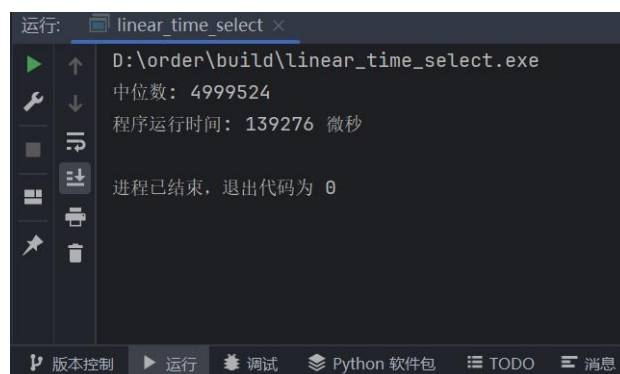 运行: linear_time_select ×
D:\order\build\linear_time_select.exe
中位数: 4999524
程序运行时间: 139276 微秒
进程已结束，退出代码为 0
版本控制 运行 调试 Python 软件包 TODO 消息